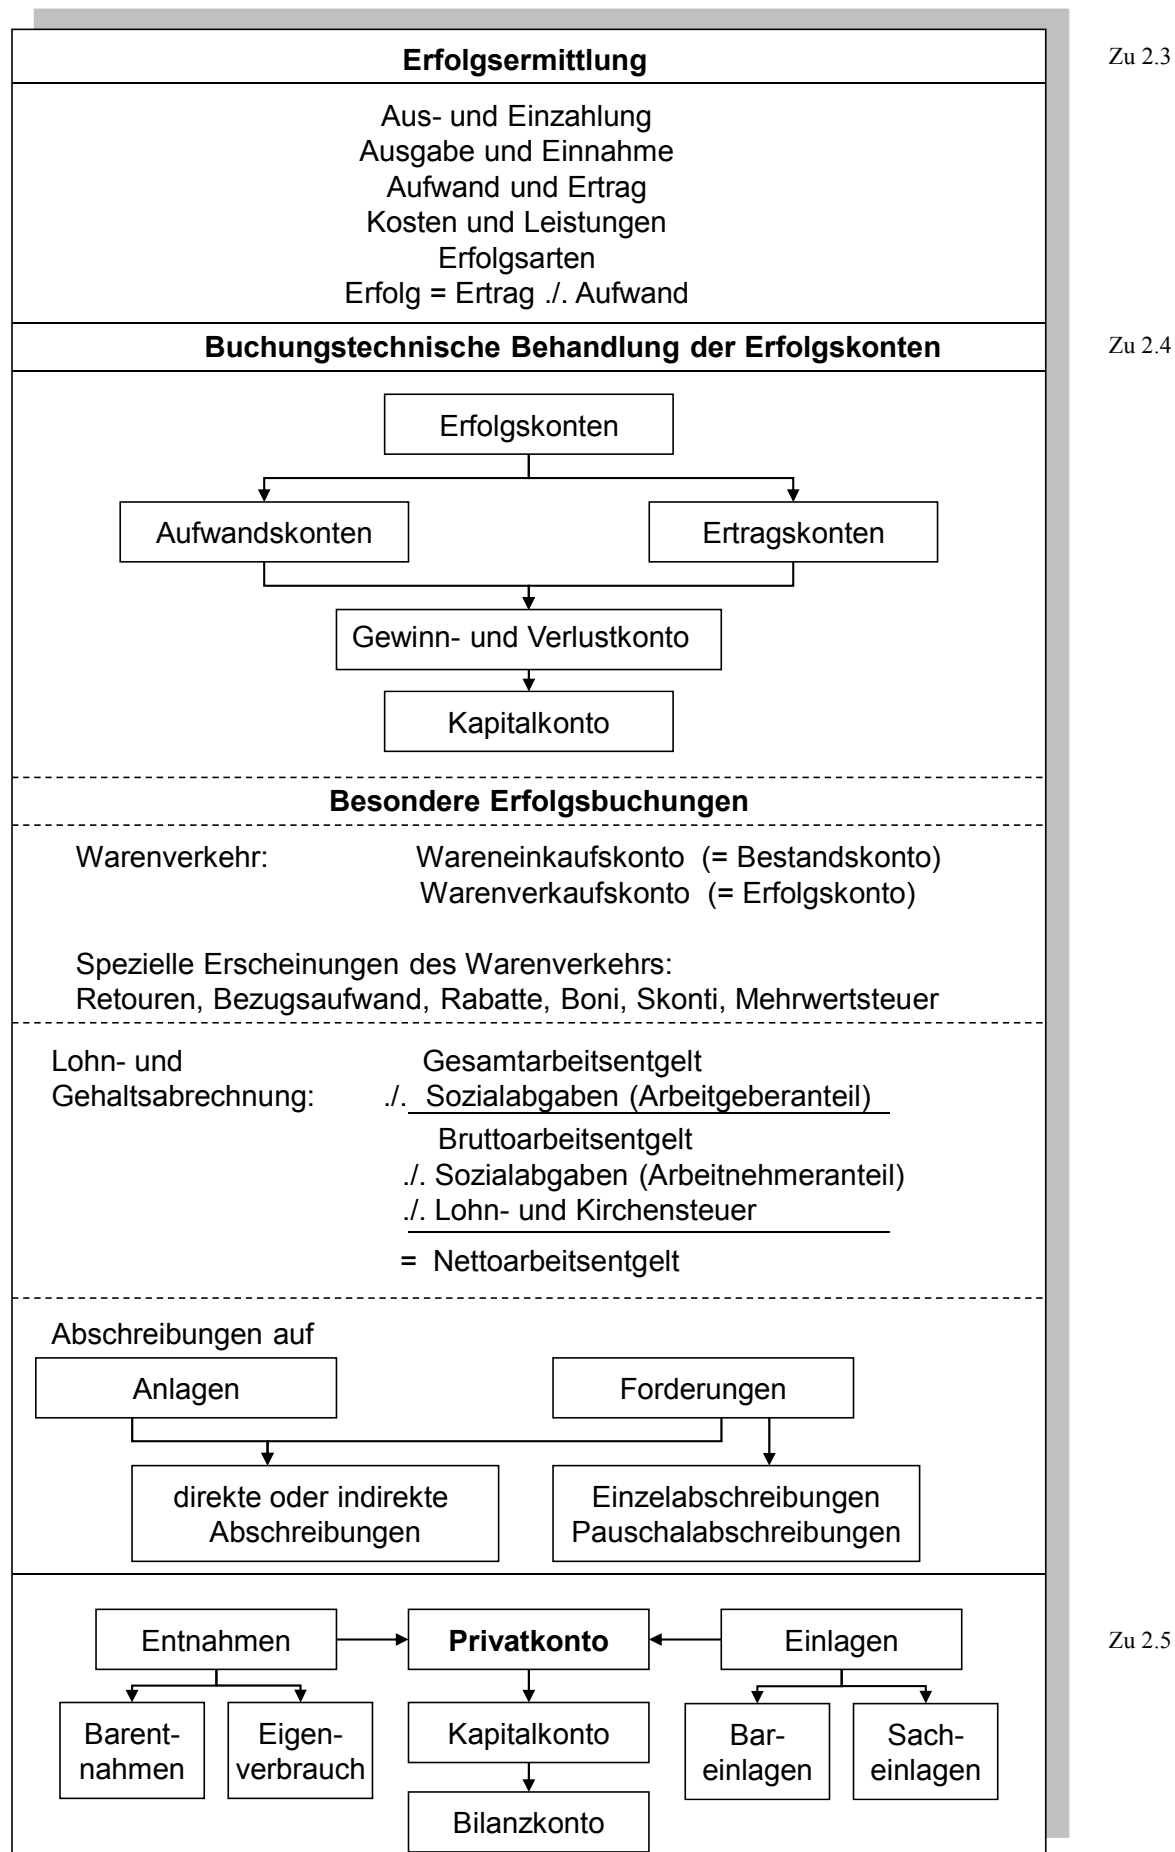 Erfolgsermittlung
Zu 2.3
Aus- und Einzahlung
Ausgabe und Einnahme
Aufwand und Ertrag
Kosten und Leistungen
Erfolgsarten
Erfolg = Ertrag ./. Aufwand
Buchungstechnische Behandlung der Erfolgskonten
Zu 2.4
Erfolgskonten
Aufwandskonten
Ertragskonten
Gewinn- und Verlustkonto
Kapitalkonto
Besondere Erfolgsbuchungen
Warenverkehr: Wareneinkaufskonto (= Bestandskonto)
Warenverkaufskonto (= Erfolgskonto)
Spezielle Erscheinungen des Warenverkehrs:
Retouren, Bezugsaufwand, Rabatte, Boni, Skonti, Mehrwertsteuer
Lohn- und Gesamtarbeitsentgelt
Gehaltsabrechnung: ./. Sozialabgaben (Arbeitgeberanteil)
Bruttoarbeitsentgelt
./. Sozialabgaben (Arbeitnehmeranteil)
./. Lohn- und Kirchensteuer
= Nettoarbeitsentgelt
Abschreibungen auf
Anlagen
Forderungen
direkte oder indirekte
Abschreibungen
Einzelabschreibungen
Pauschalabschreibungen
Entnahmen
Privatkonto
Einlagen
Zu 2.5
Barent-
nahmen
Eigen-
verbrauch
Kapitalkonto
Bar-
einlagen
Sach-
einlagen
Bilanzkonto